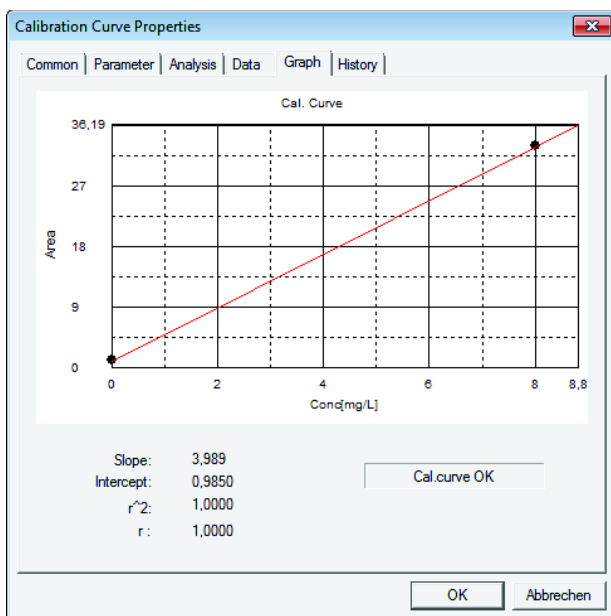 Calibration Curve Properties
Common Parameter Analysis Data Graph History
Cal. Curve
36,19
27
18
9
0
Area
0 2 4 6 8 8,8
Conc[mg/L]
Slope: 3,989
Intercept: 0,9850
r^2: 1,0000
r : 1,0000
Cal.curve OK
OK Abbrechen